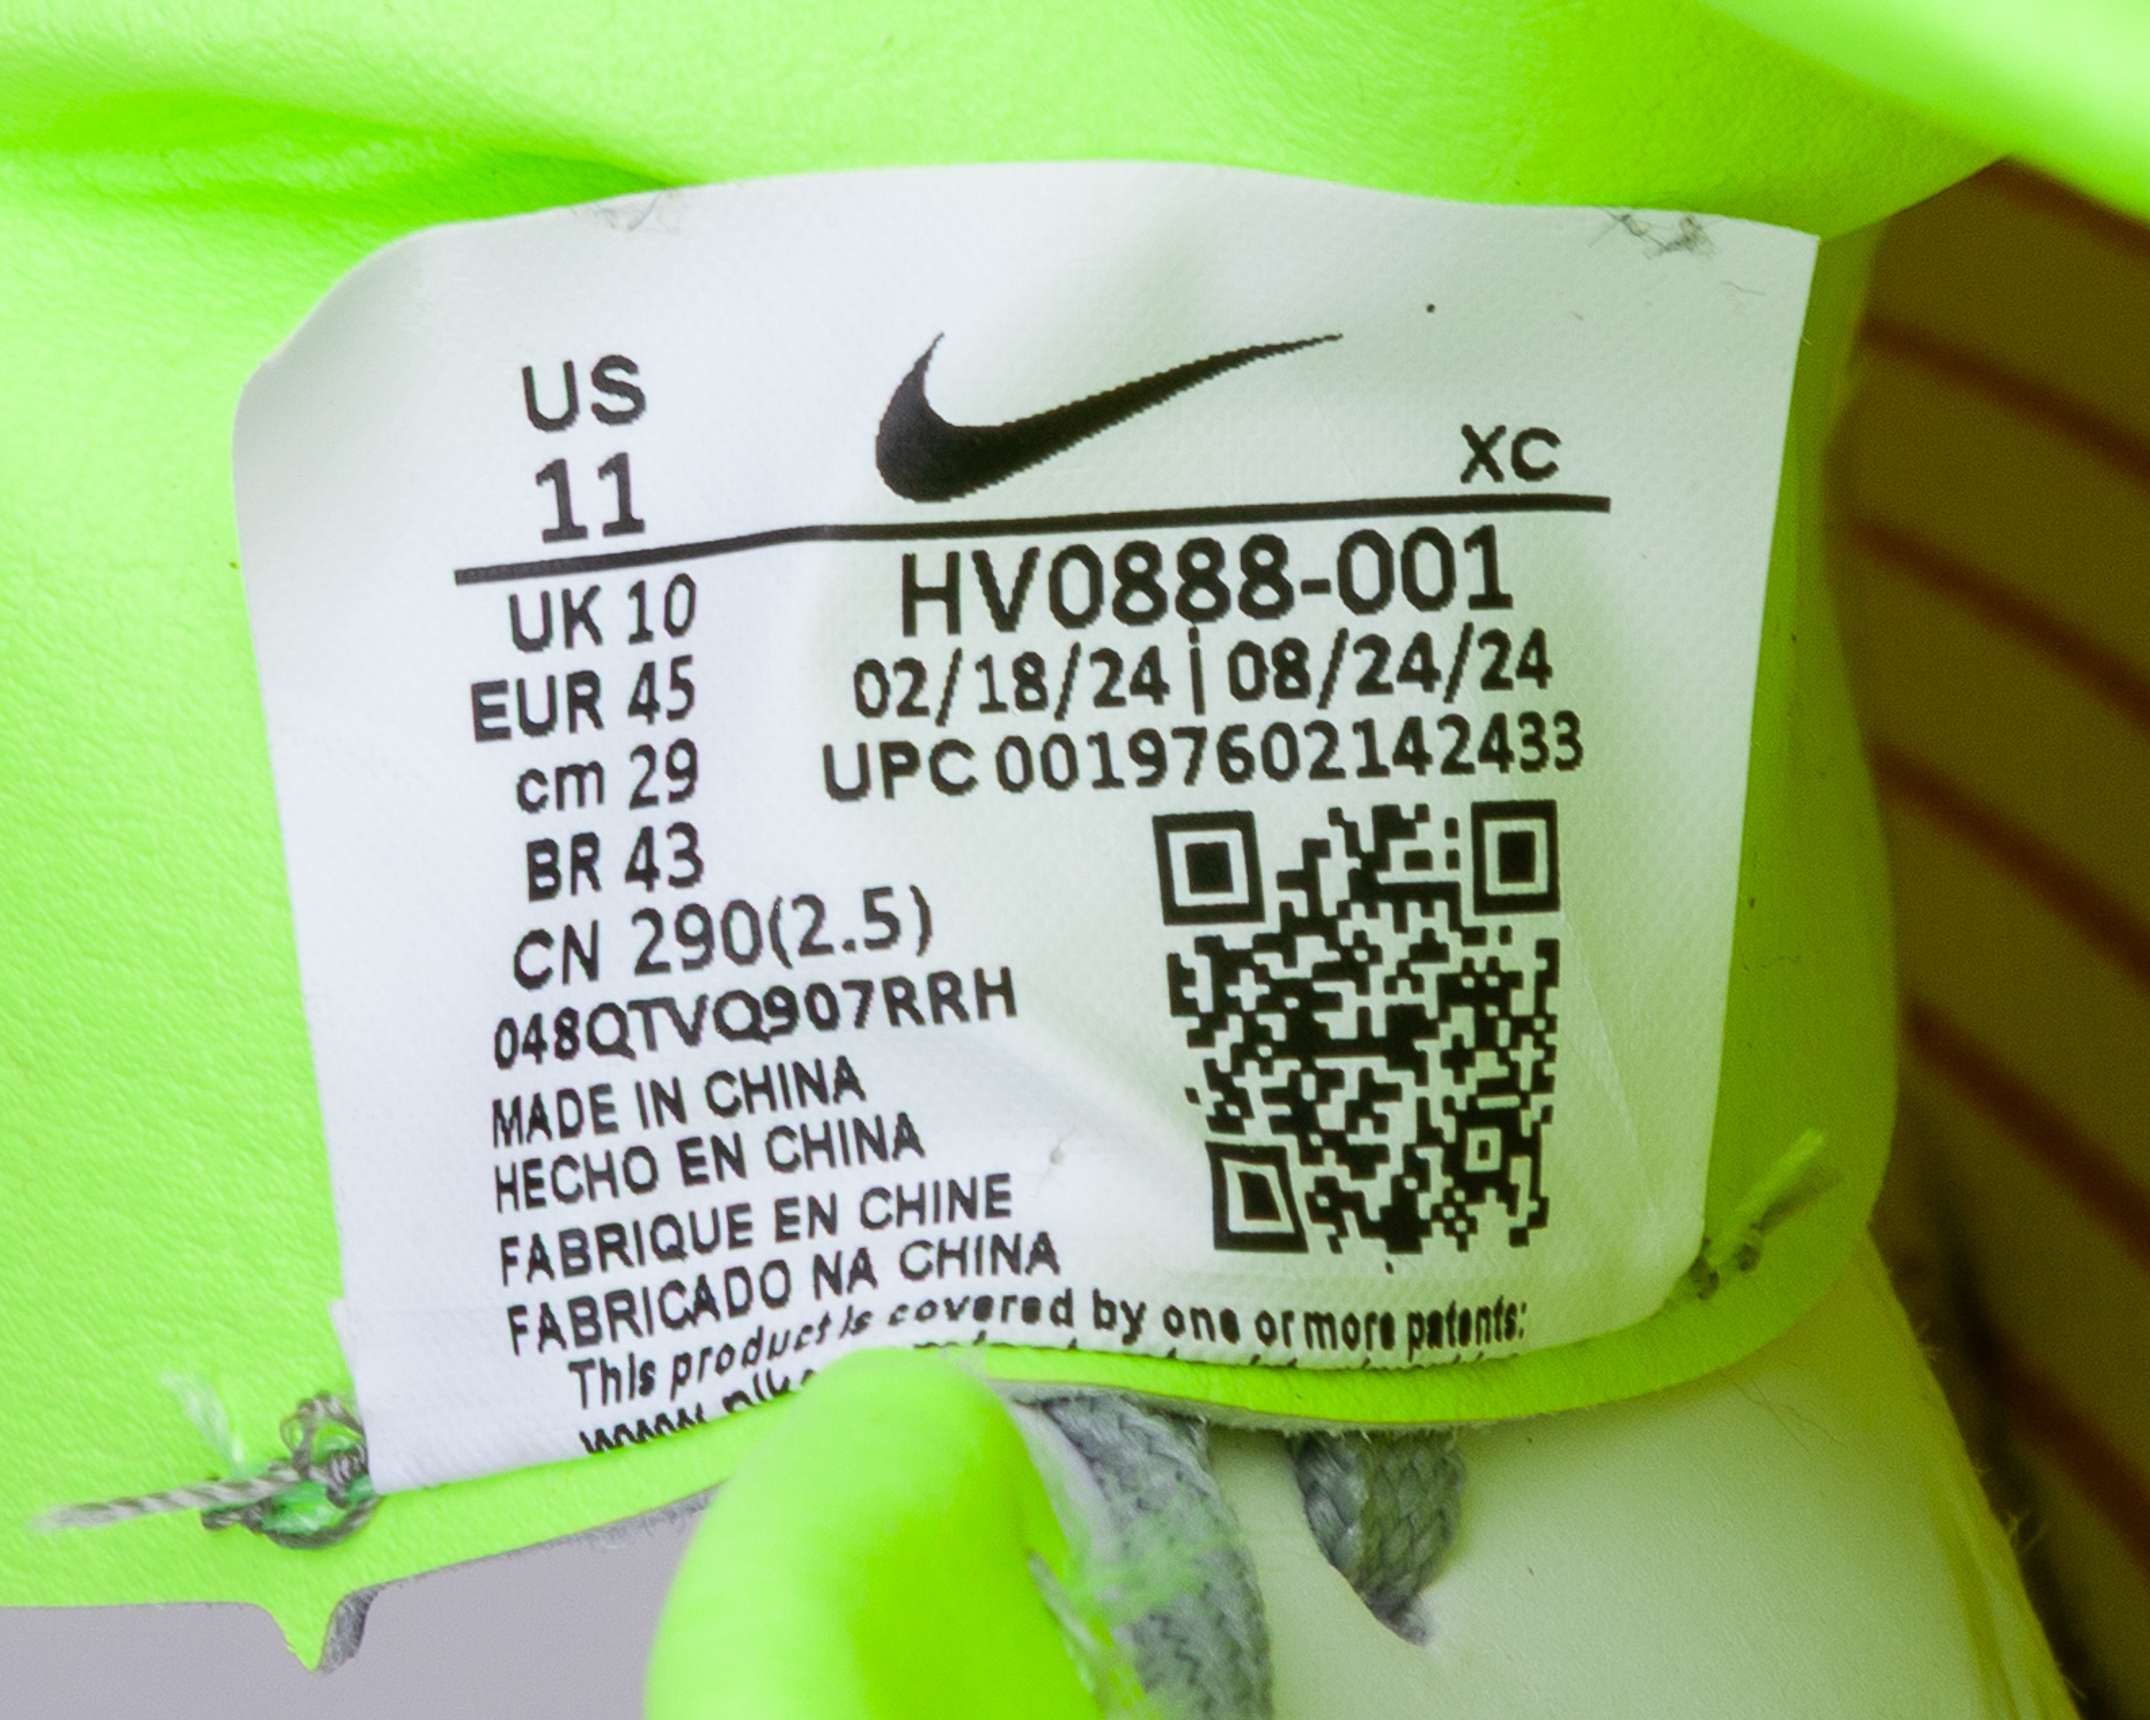 US
11
XC
UK 10
EUR 45
cm 29
BR 43
CN 290(2.5)
HV0888-001
02/18/24 | 08/24/24
UPC 00197602142433
048QTVQ907RRH
MADE IN CHINA
HECHO EN CHINA
FABRIQUE EN CHINE
FABRICADO NA CHINA
This product is covered by one or more patents: